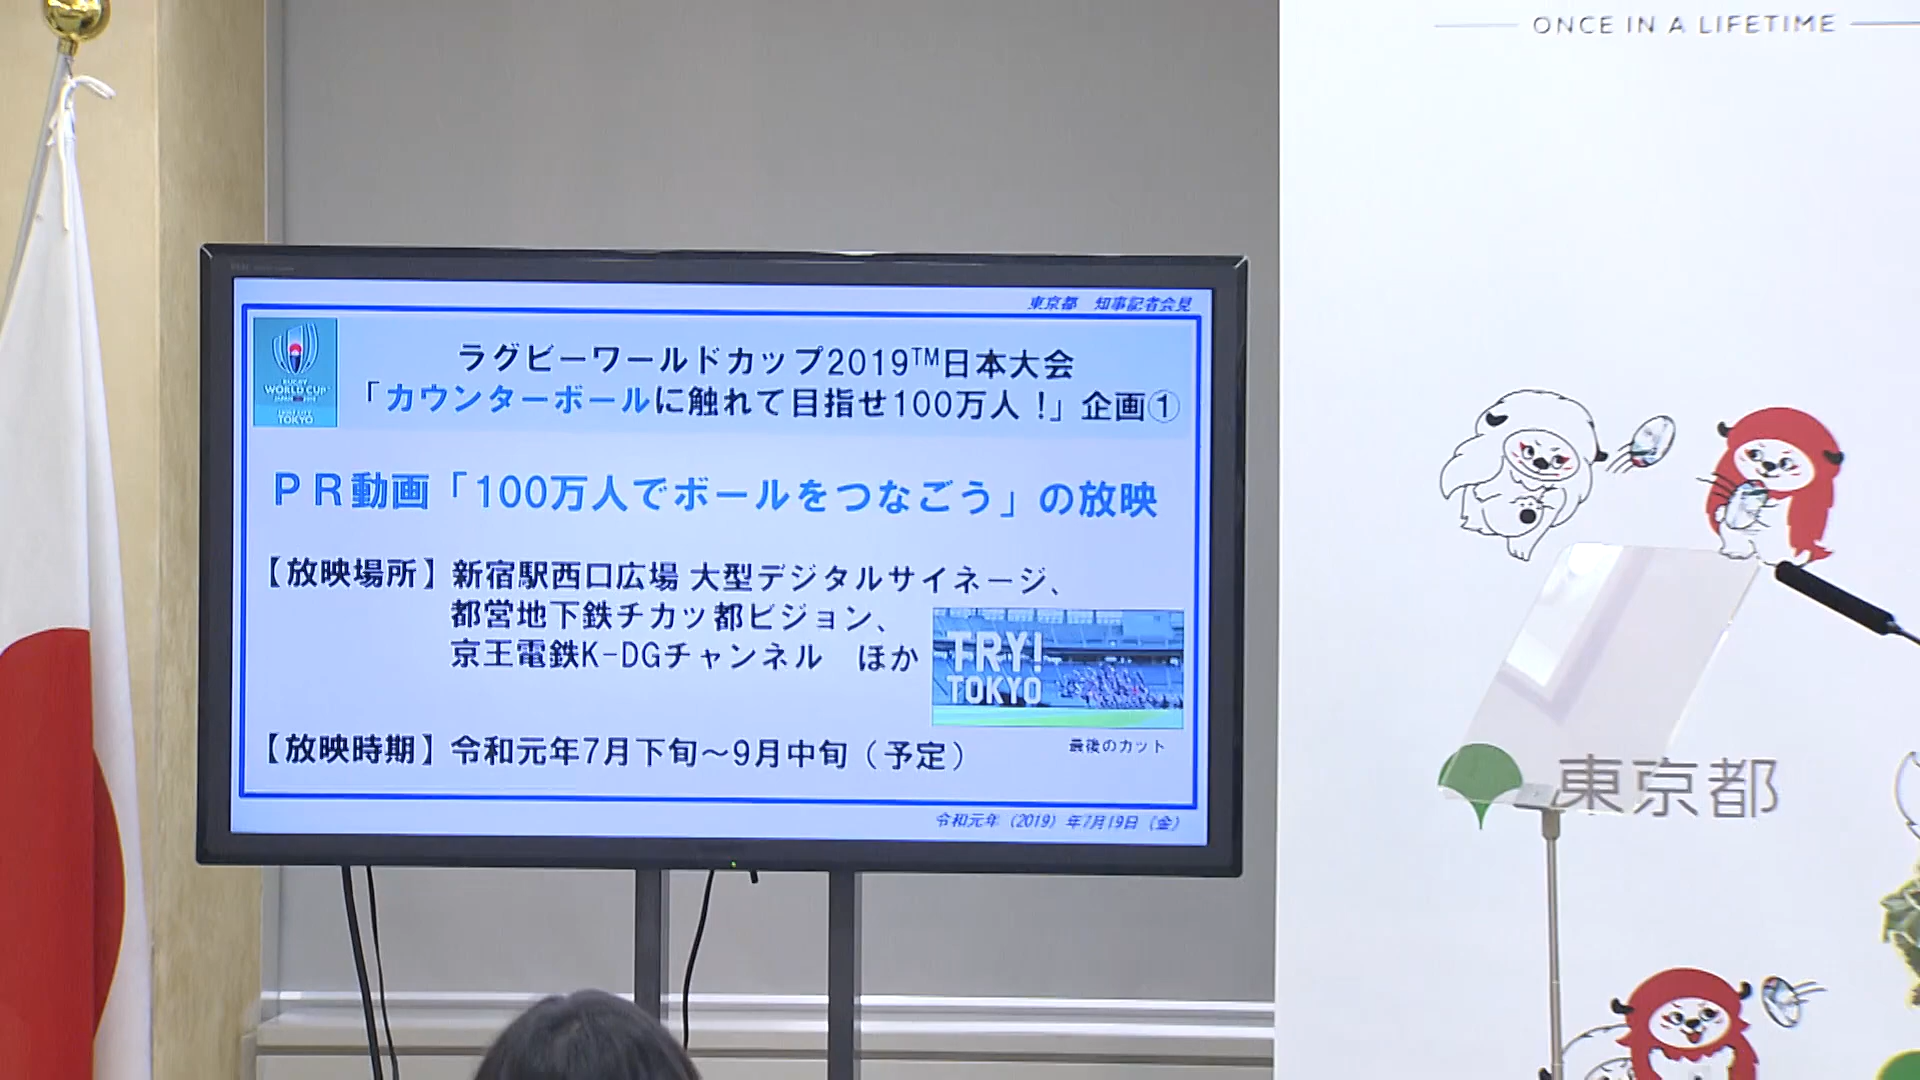 ONCE IN A LIFETIME
東京都 知事記者会見
RUGBY
WORLD CUP
TOKYO
ラグビーワールドカップ2019™日本大会
「カウンターボールに触れて目指せ100万人!」企画①
PR動画「100万人でボールをつなごう」の放映
【放映場所】新宿駅西口広場 大型デジタルサイネージ、
都営地下鉄チカッ都ビジョン、
京王電鉄K-DGチャンネル ほか
TRY!
TOKYO
最後のカット
【放映時期】令和元年7月下旬~9月中旬(予定)
令和元年(2019)年7月19日(金)
東京都